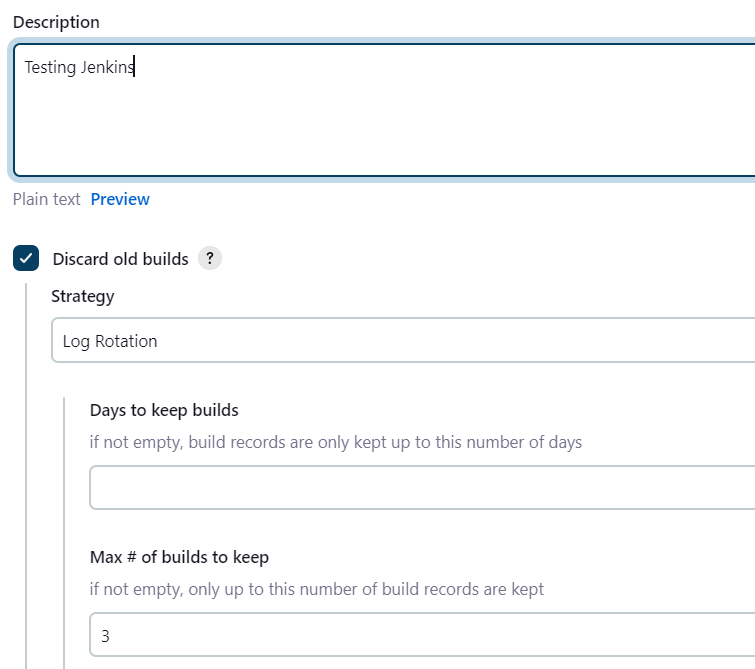 Description
Testing Jenkins
Plain text Preview
Discard old builds ?
Strategy
Log Rotation
Days to keep builds
if not empty, build records are only kept up to this number of days
Max # of builds to keep
if not empty, only up to this number of build records are kept
3